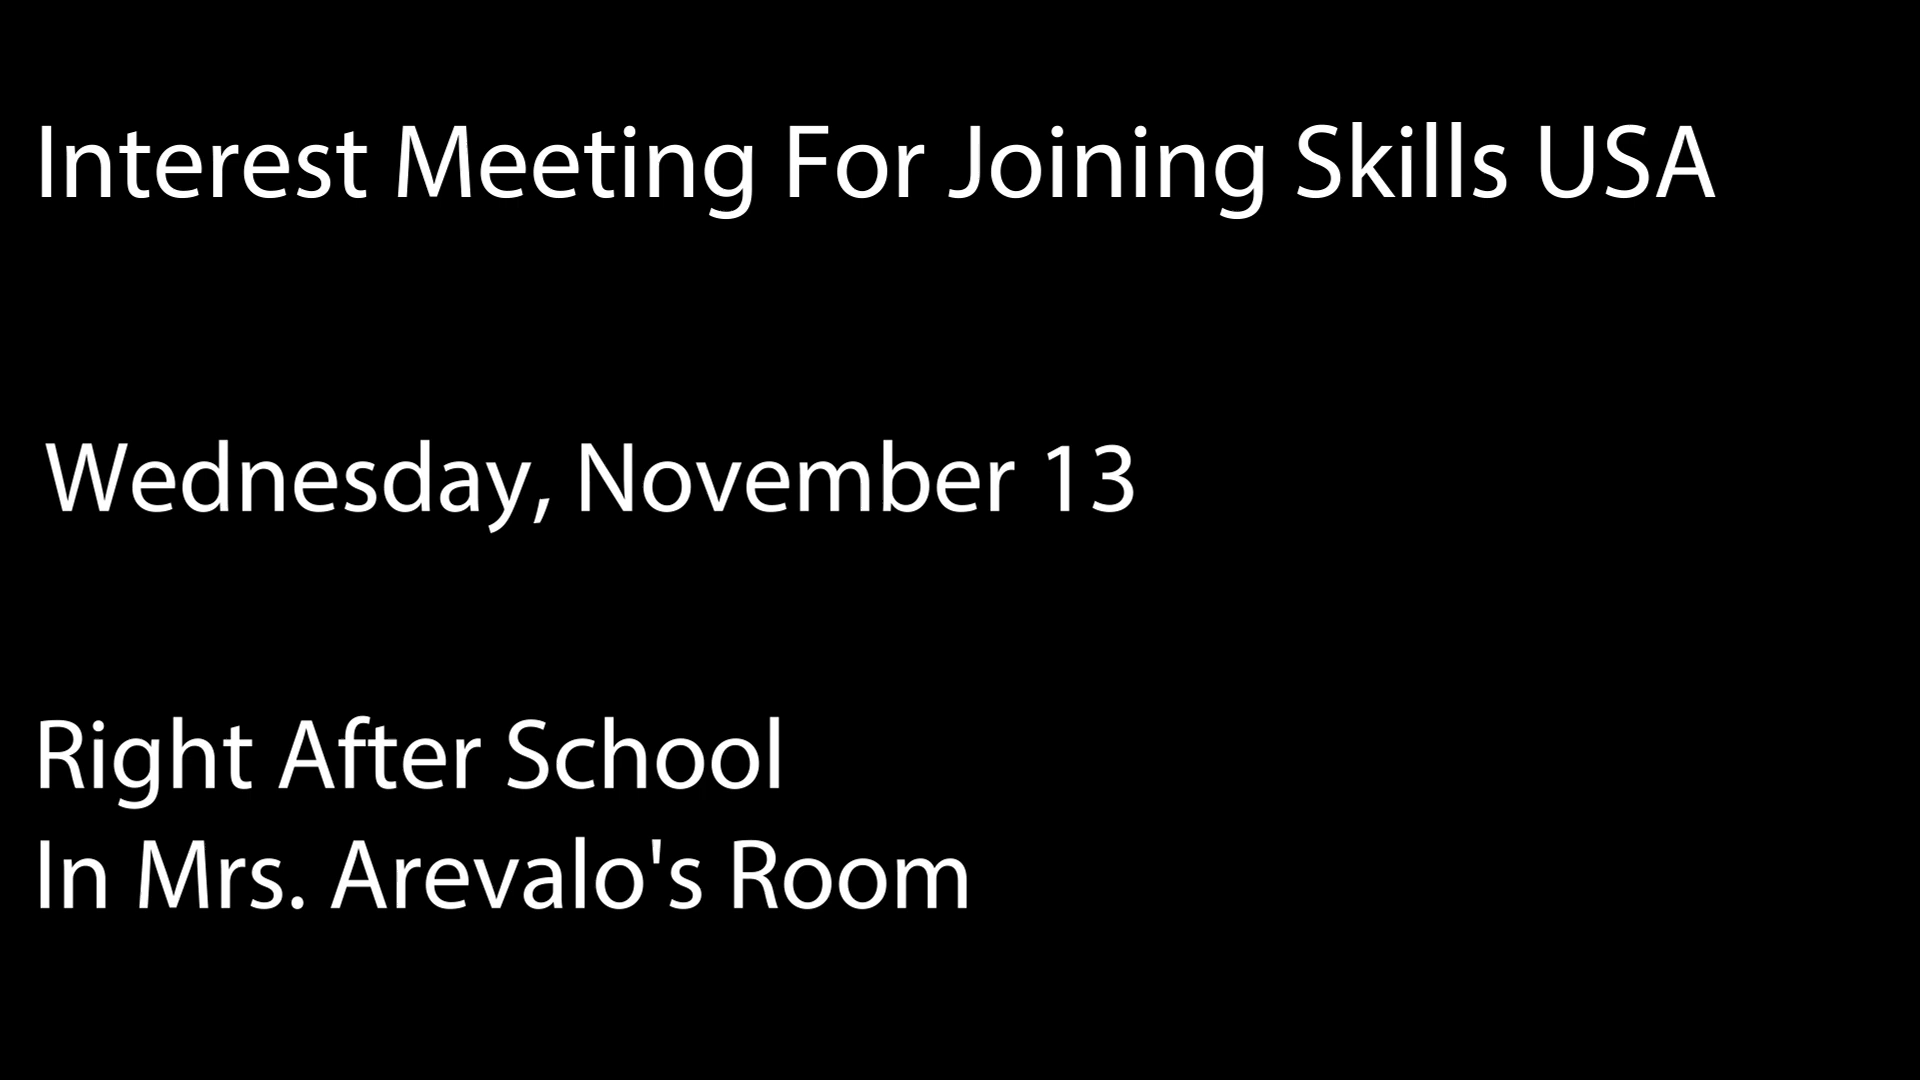 Interest Meeting For Joining Skills USA
Wednesday, November 13
Right After School
In Mrs. Arevalo's Room